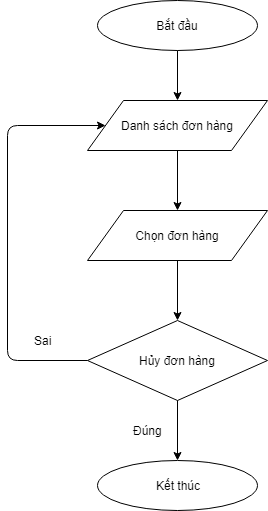 Bắt đầu
Danh sách đơn hàng
Chọn đơn hàng
Hủy đơn hàng
Sai
Đúng
Kết thúc